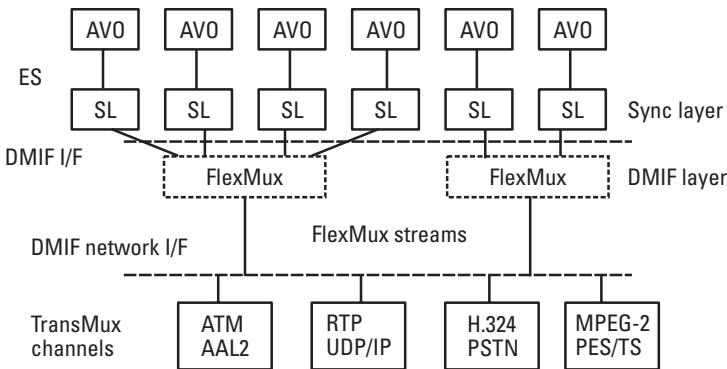 AVO AVO AVO AVO AVO AVO
ES
SL SL SL SL SL SL Sync layer
DMIF I/F
FlexMux FlexMux DMIF layer
FlexMux streams
DMIF network I/F
TransMux channels
ATM AAL2
RTP UDP/IP
H.324 PSTN
MPEG-2 PES/TS